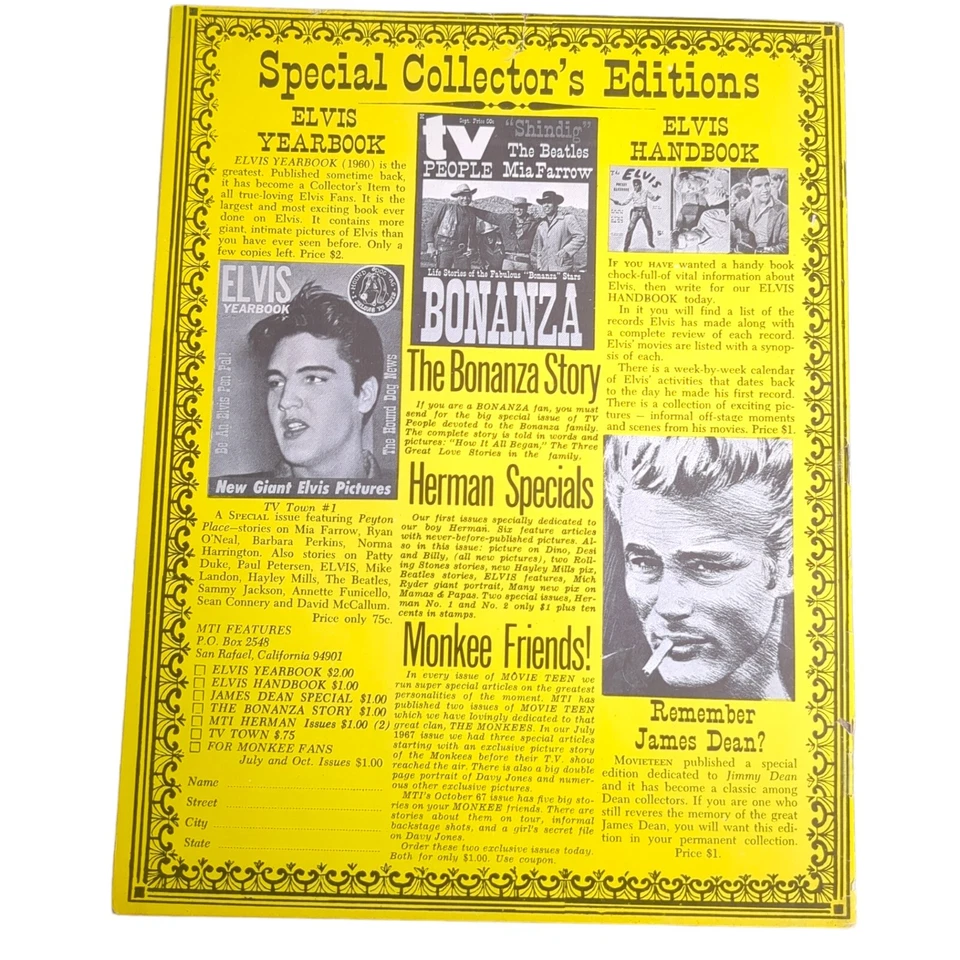 Special Collector's Editions
ELVIS
YEARBOOK
ELVIS YEARBOOK (1960) is the
greatest. Published sometime back,
it has become a Collector's Item to
all true-loving Elvis Fans. It is the
largest and most exciting book ever
done on Elvis. It contains more
giant, intimate pictures of Elvis than
you have ever seen before. Only a
few copies left. Price $2.
ELVIS
YEARBOOK
Be An Elvis Pen Pal!
The Hound Dog News
New Giant Elvis Pictures
TV Town #1
A SPECIAL issue featuring Peyton
Place—stories on Mia Farrow, Ryan
O'Neal, Barbara Perkins, Norma
Harrington. Also stories on Patty
Duke, Paul Petersen, ELVIS, Mike
Landon, Hayley Mills, The Beatles,
Sammy Jackson, Annette Funicello,
Sean Connery and David McCallum.
Price only 75c.
MTI FEATURES
P.O. Box 2548
San Rafael, California 94901
ELVIS YEARBOOK $2.00
ELVIS HANDBOOK $1.00
JAMES DEAN SPECIAL $1.00
THE BONANZA STORY $1.00
MTI HERMAN Issues $1.00 (2)
TV TOWN $.75
FOR MONKEE FANS
July and Oct. Issues $1.00
Name
Street
City
State
Sept. Price 50c
"Shindig"
tv
The Beatles
PEOPLE Mia Farrow
Life Stories of the Fabulous "Bonanza" Stars
BONANZA
The Bonanza Story
If you are a BONANZA fan, you must
send for the big special issue of TV
People devoted to the Bonanza family.
The complete story is told in words and
pictures: "How It All Began," The Three
Great Love Stories in the family.
Herman Specials
Our first issues specially dedicated to
our boy Herman. Six feature articles
with never-before-published pictures. Al-
so in this issue: picture on Dino, Desi
and Billy, (all new pictures), two Roll-
ing Stones stories, new Hayley Mills pix,
Beatles stories, ELVIS features, Mich
Ryder giant portrait, Many new pix on
Mamas & Papas. Two special issues, Her-
man No. 1 and No. 2 only $1 plus ten
cents in stamps.
Monkee Friends!
In every issue of MOVIE TEEN we
run super special articles on the greatest
personalities of the moment. MTI has
published two issues of MOVIE TEEN
which we have lovingly dedicated to that
great clan, THE MONKEES. In our July
1967 issue we had three special articles
starting with an exclusive picture story
of the Monkees before their T.V. show
reached the air. There is also a big double
page portrait of Davy Jones and numer-
ous other exclusive pictures.
MTI's October 67 issue has five big sto-
ries on your MONKEE friends. There are
stories about them on tour, informal
backstage shots, and a girl's secret file
on Davy Jones.
Order these two exclusive issues today.
Both for only $1.00. Use coupon.
ELVIS
HANDBOOK
The ELVIS
IF YOU HAVE wanted a handy book
chock-full-of vital information about
Elvis, then write for our ELVIS
HANDBOOK today.
In it you will find a list of the
records Elvis has made along with
a complete review of each record.
Elvis' movies are listed with a synop-
sis of each.
There is a week-by-week calendar
of Elvis' activities that dates back
to the day he made his first record.
There is a collection of exciting pic-
tures — informal off-stage moments
and scenes from his movies. Price $1.
Remember
James Dean?
MOVIETEEN published a special
edition dedicated to Jimmy Dean
and it has become a classic among
Dean collectors. If you are one who
still reveres the memory of the great
James Dean, you will want this edi-
tion in your permanent collection.
Price $1.